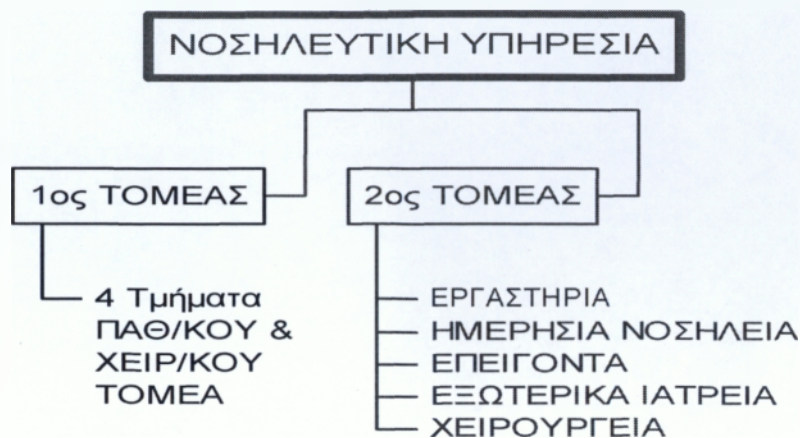 ΝΟΣΗΛΕΥΤΙΚΗ ΥΠΗΡΕΣΙΑ
1ος ΤΟΜΕΑΣ
4 Τμήματα
ΠΑΘ/ΚΟΥ &
ΧΕΙΡ/ΚΟΥ
ΤΟΜΕΑ
2ος ΤΟΜΕΑΣ
ΕΡΓΑΣΤΗΡΙΑ
ΗΜΕΡΗΣΙΑ ΝΟΣΗΛΕΙΑ
ΕΠΕΙΓΟΝΤΑ
ΕΞΩΤΕΡΙΚΑ ΙΑΤΡΕΙΑ
ΧΕΙΡΟΥΡΓΕΙΑ